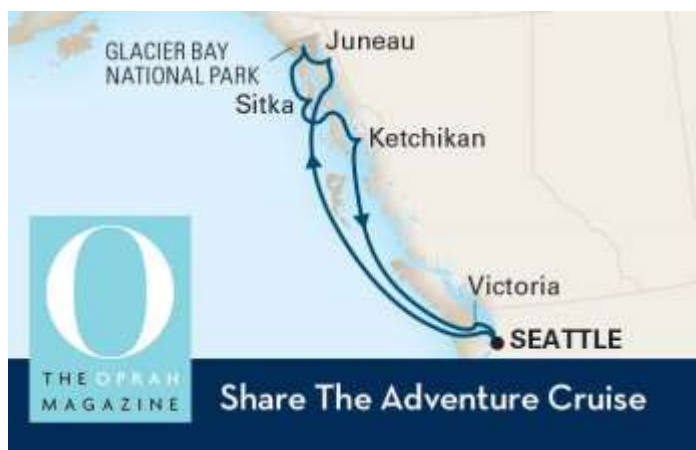 GLACIER BAY
NATIONAL PARK
Juneau
Sitka
Ketchikan
Victoria
SEATTLE
O
THE OPRAH
MAGAZINE
Share The Adventure Cruise